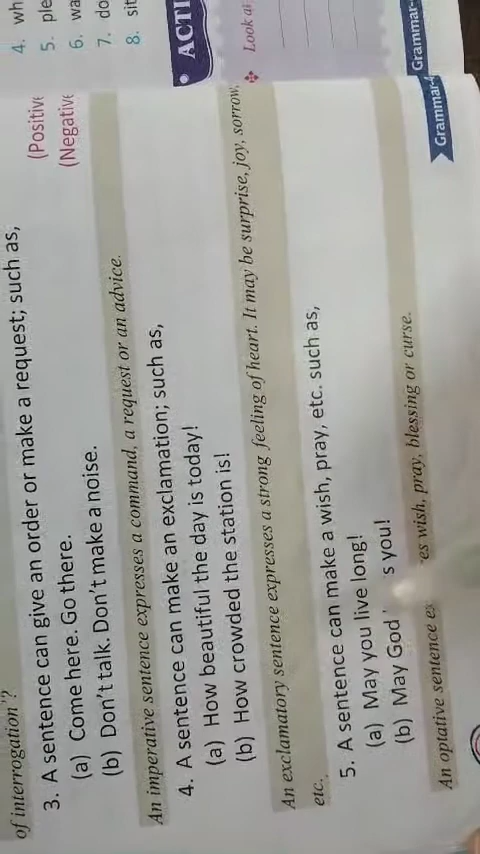 of interrogation'?
3. A sentence can give an order or make a request; such as,
(a) Come here. Go there. (Positive
(b) Don't talk. Don't make a noise. (Negative
An imperative sentence expresses a command, a request or an advice.
4. A sentence can make an exclamation; such as,
(a) How beautiful the day is today!
(b) How crowded the station is!
An exclamatory sentence expresses a strong feeling of heart. It may be surprise, joy, sorrow,
etc.
5. A sentence can make a wish, pray, etc. such as,
(a) May you live long!
(b) May God s you!
An optative sentence es wish, pray, blessing or curse.
Grammar-4
4. wh
5. ple
6. wa
7. do
8. sit
ACTI
Look at
Grammar-